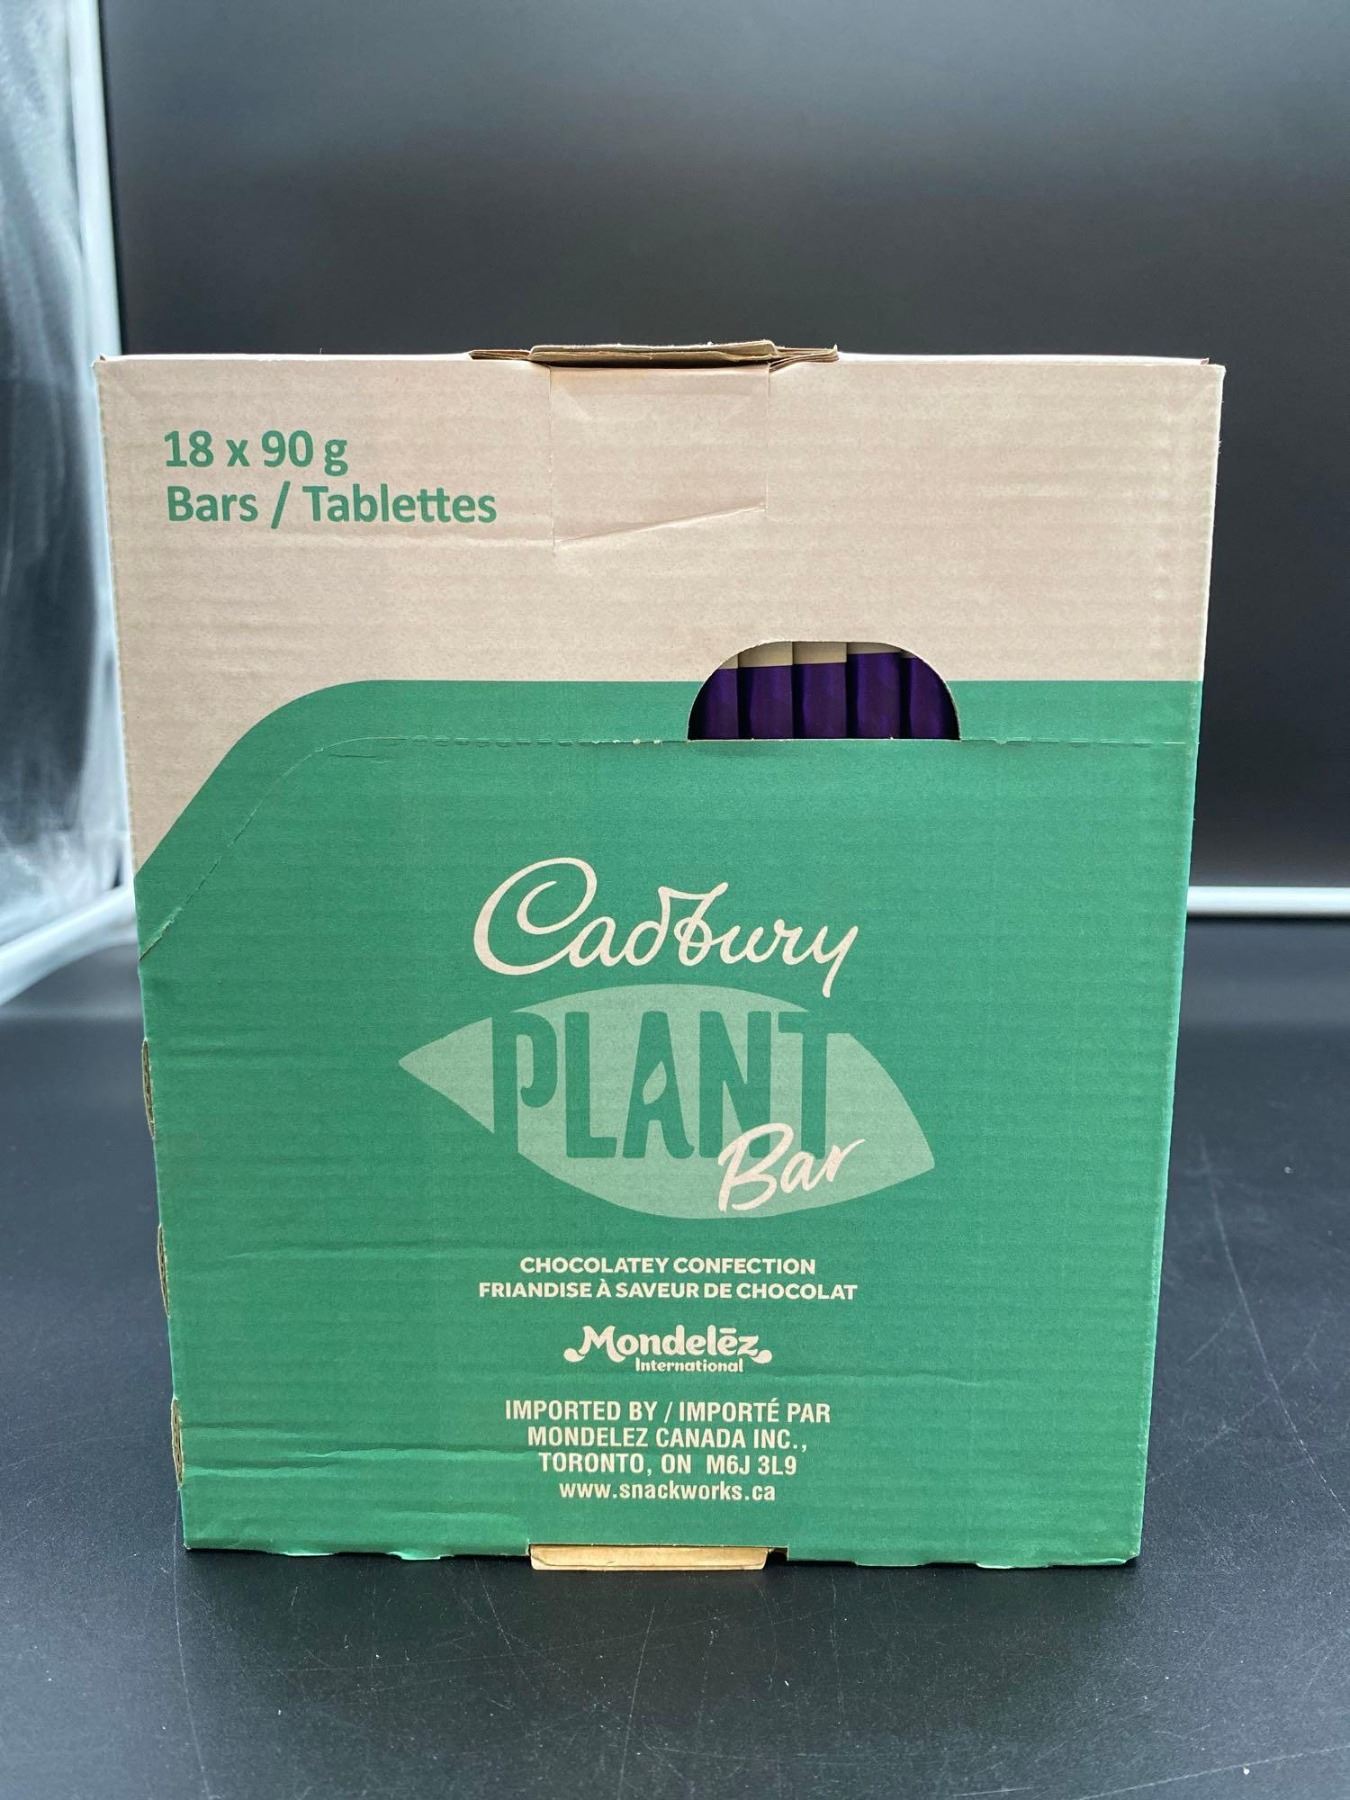 18 x 90 g
Bars / Tablettes
Cadbury
PLANT
Bar
CHOCOLATEY CONFECTION
FRIANDISE À SAVEUR DE CHOCOLAT
Mondelēz
International
IMPORTED BY / IMPORTÉ PAR
MONDELEZ CANADA INC.,
TORONTO, ON M6J 3L9
www.snackworks.ca